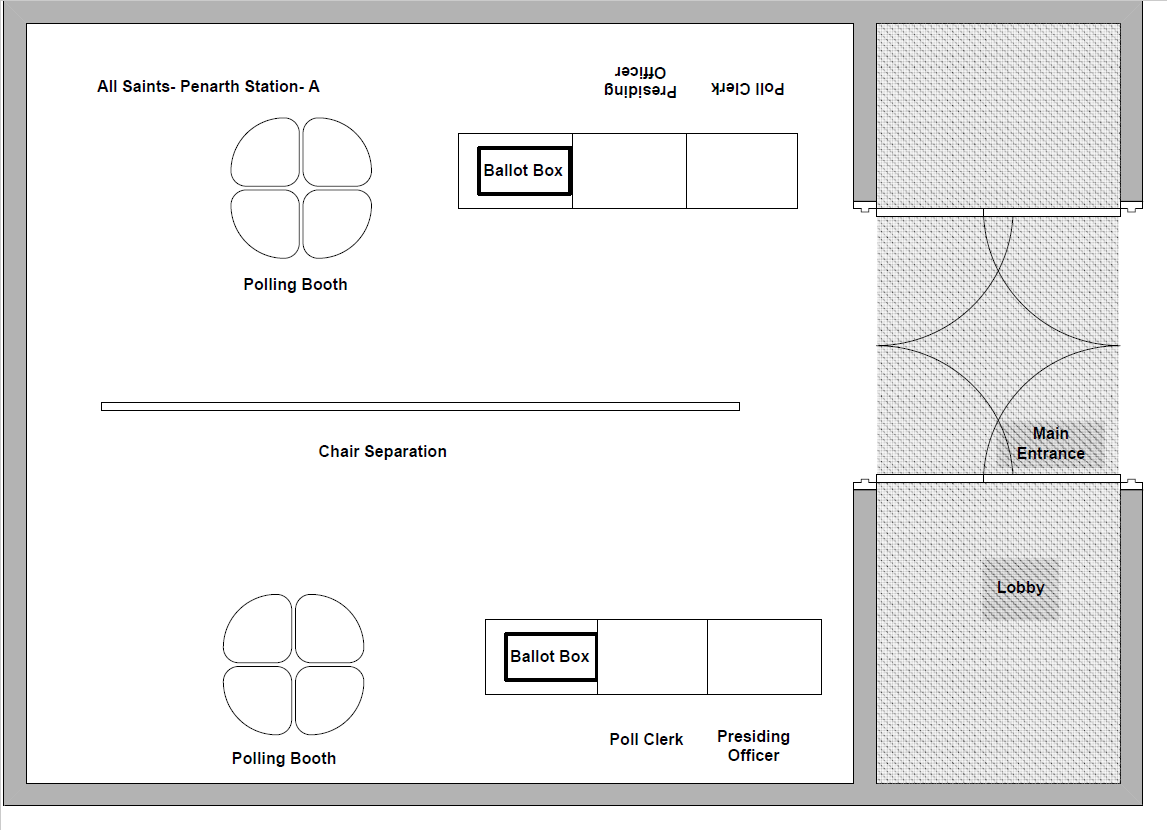 All Saints- Penarth Station- A
Presiding
Officer
Poll Clerk
Ballot Box
Polling Booth
Chair Separation
Main
Entrance
Lobby
Ballot Box
Poll Clerk
Presiding
Officer
Polling Booth